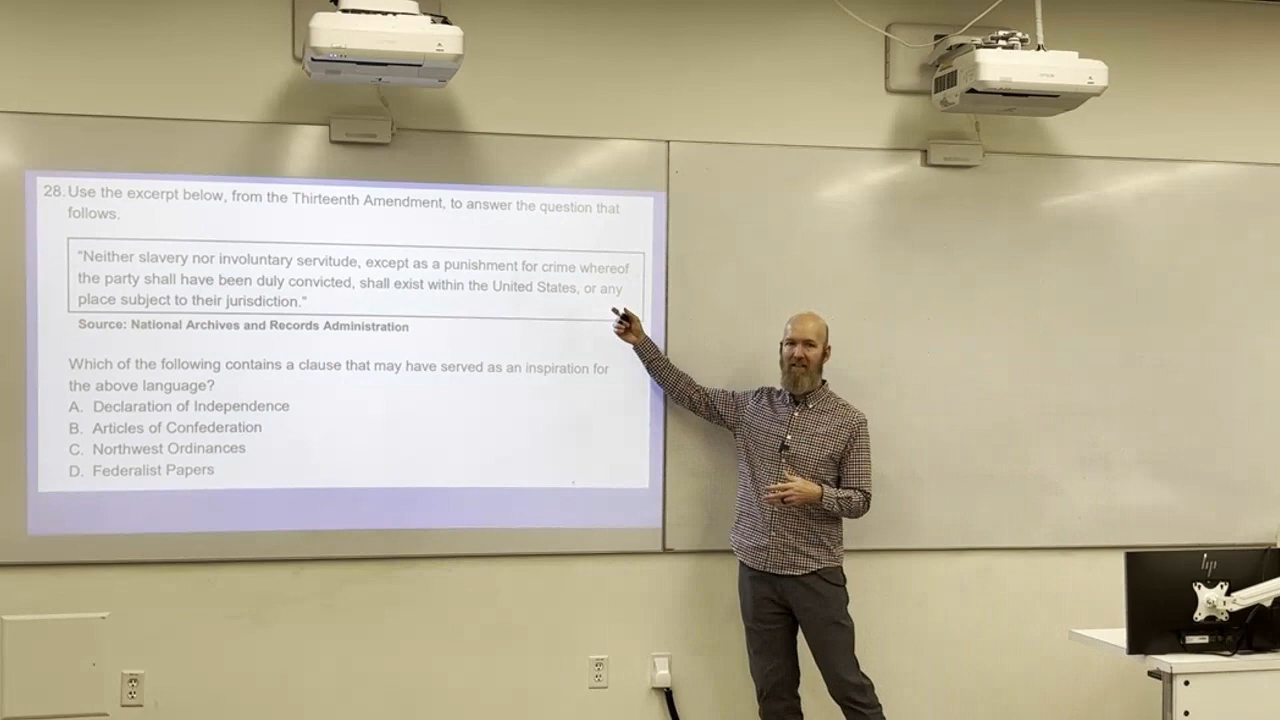 28. Use the excerpt below, from the Thirteenth Amendment, to answer the question that
follows.
"Neither slavery nor involuntary servitude, except as a punishment for crime whereof
the party shall have been duly convicted, shall exist within the United States, or any
place subject to their jurisdiction."
Source: National Archives and Records Administration
Which of the following contains a clause that may have served as an inspiration for
the above language?
A. Declaration of Independence
B. Articles of Confederation
C. Northwest Ordinances
D. Federalist Papers
hp